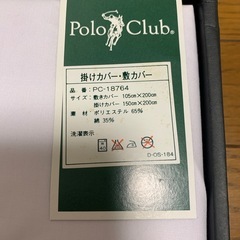 Polo Club®
掛けカバー・敷カバー
品 番 : PC-18764
サイズ : 敷きカバー 105cm×200cm
掛けカバー 150cm×200cm
素 材 : ポリエステル 65%
綿 35%
洗濯表示
D-OS-184